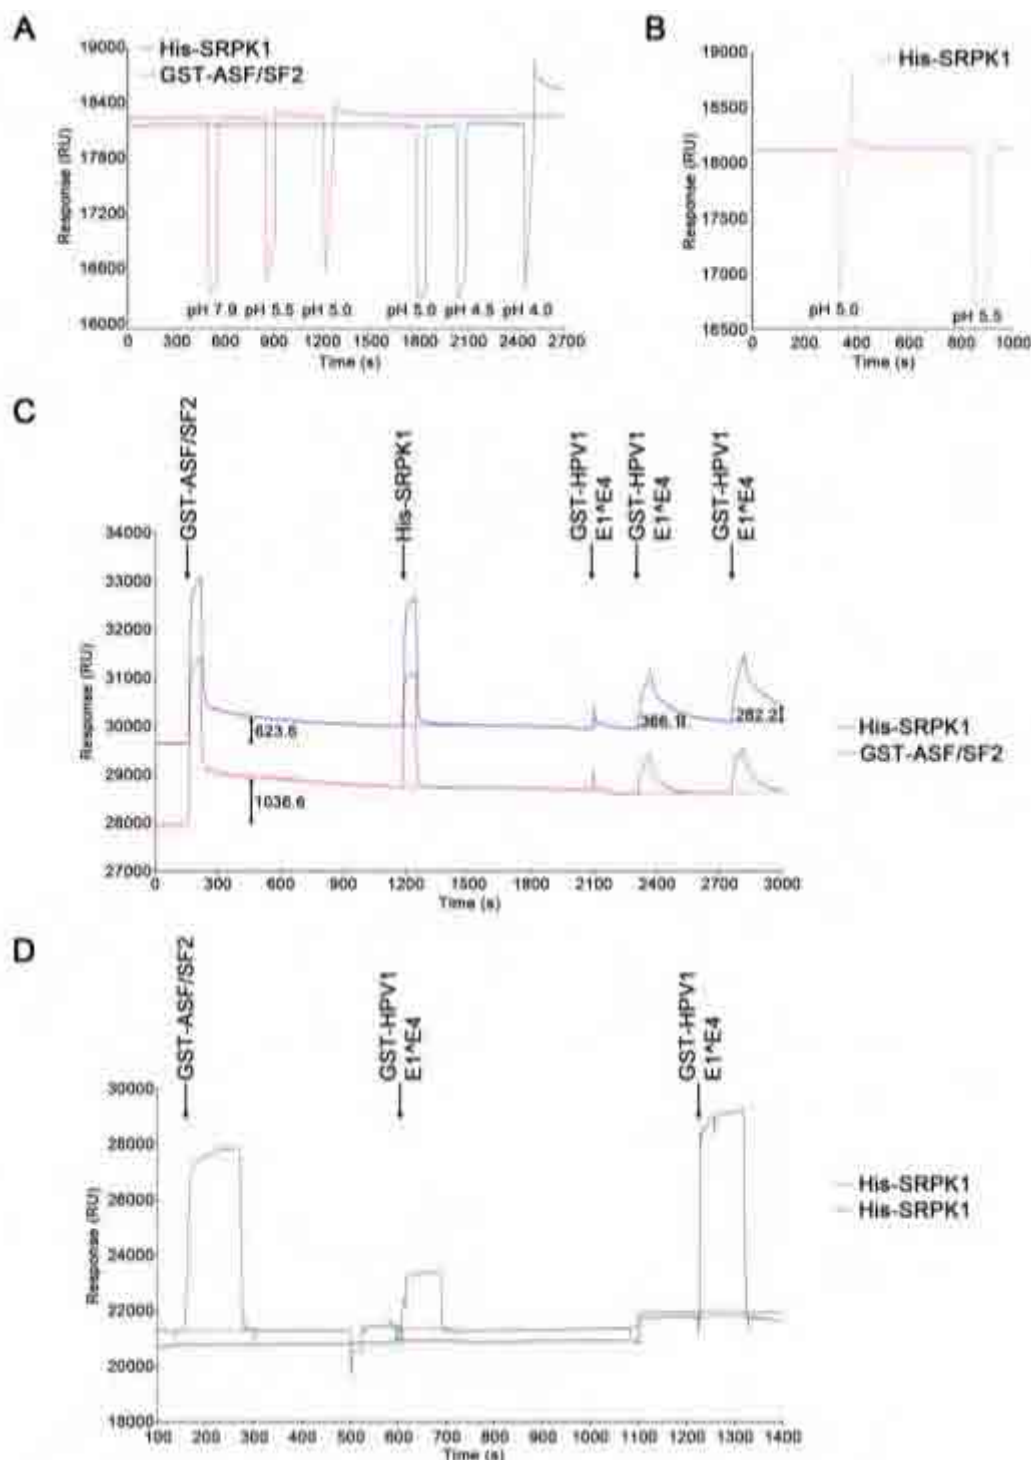 A
B
His-SRPK1
GST-ASF/SF2
His-SRPK1
19000
18400
17800
17200
16600
16000
Response (RU)
pH 7.9 pH 5.5 pH 5.0 pH 5.0 pH 4.5 pH 4.0
0 300 600 900 1200 1500 1800 2100 2400 2700
Time (s)
19000
18500
18000
17500
17000
16500
Response (RU)
pH 5.0
pH 5.5
0 200 400 600 800 1000
Time (s)
C
GST-ASF/SF2
His-SRPK1
GST-HPV1
E1^E4
GST-HPV1
E1^E4
GST-HPV1
E1^E4
34000
33000
32000
31000
30000
29000
28000
27000
Response (RU)
623.6
1036.6
366.1
282.2
His-SRPK1
GST-ASF/SF2
0 300 600 900 1200 1500 1800 2100 2400 2700 3000
Time (s)
D
GST-ASF/SF2
GST-HPV1
E1^E4
GST-HPV1
E1^E4
30000
28000
26000
24000
22000
20000
18000
Response (RU)
His-SRPK1
His-SRPK1
100 200 300 400 500 600 700 800 900 1000 1100 1200 1300 1400
Time (s)